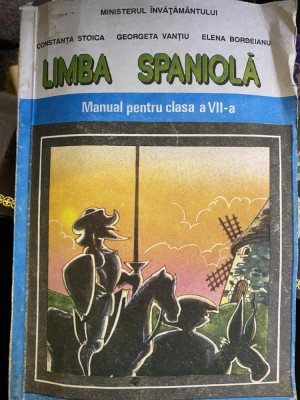 MINISTERUL ÎNVĂȚĂMÂNTULUI
CONSTANȚA STOICA GEORGETA VANȚIU ELENA BORDEIANU
LIMBA SPANIOLĂ
Manual pentru clasa a VII-a